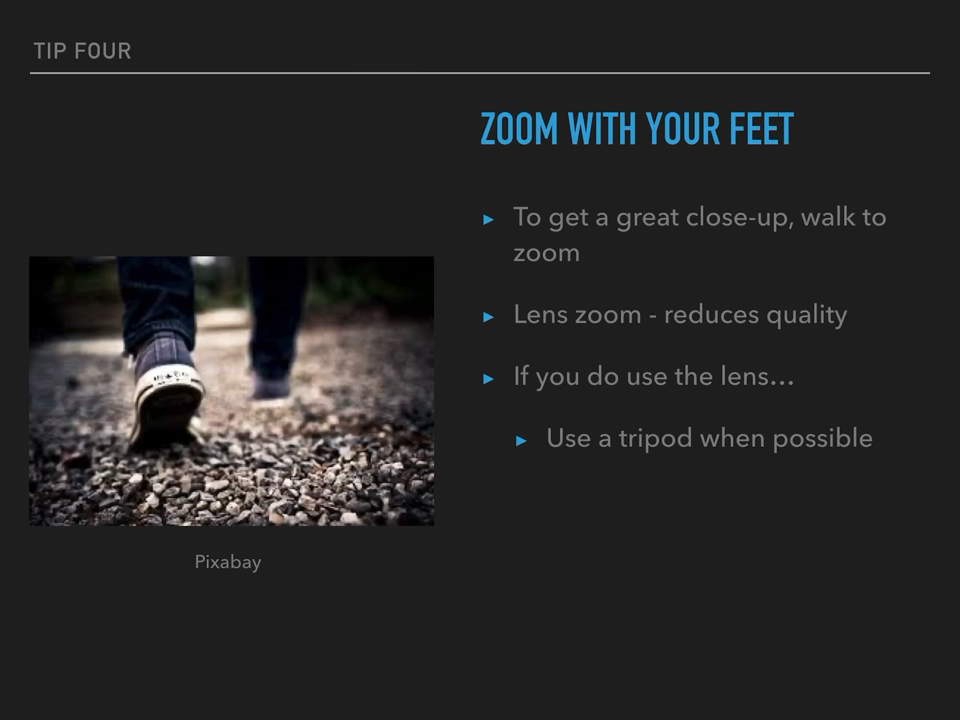 TIP FOUR
ZOOM WITH YOUR FEET
▸ To get a great close-up, walk to
zoom
▸ Lens zoom - reduces quality
▸ If you do use the lens…
▸ Use a tripod when possible
Pixabay